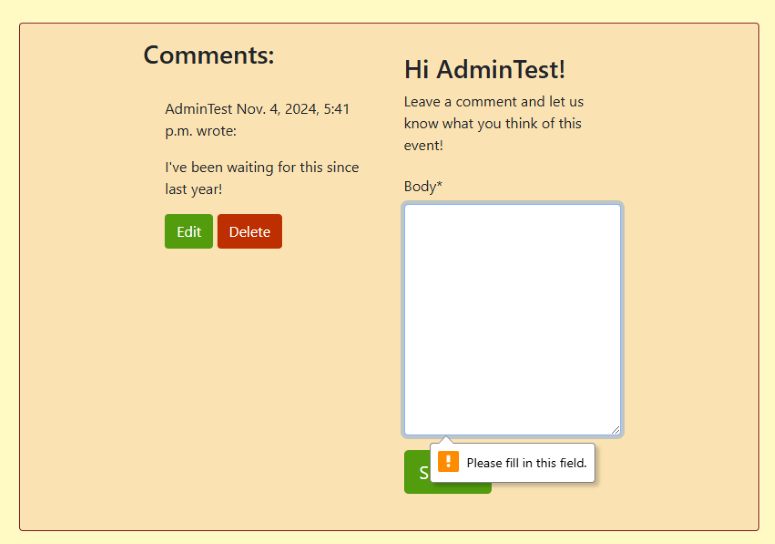 Comments:
AdminTest Nov. 4, 2024, 5:41
p.m. wrote:
I've been waiting for this since
last year!
Edit Delete
Hi AdminTest!
Leave a comment and let us
know what you think of this
event!
Body*
Please fill in this field.